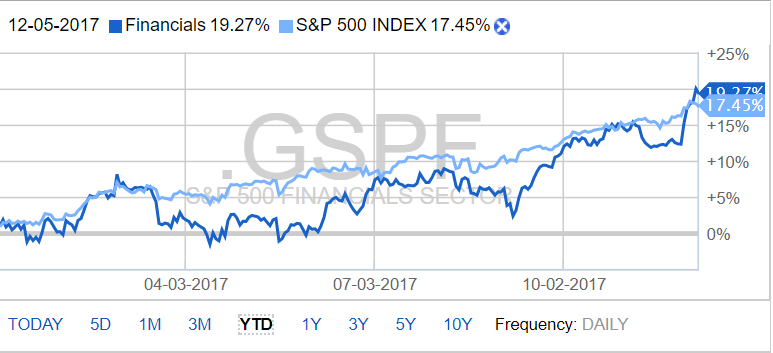 12-05-2017 Financials 19.27% S&P 500 INDEX 17.45%
+25%
19.27%
17.45%
+15%
.GSPF
+10%
S&P 500 FINANCIALS SECTOR
+5%
0%
04-03-2017 07-03-2017 10-02-2017
TODAY 5D 1M 3M YTD 1Y 3Y 5Y 10Y Frequency: DAILY